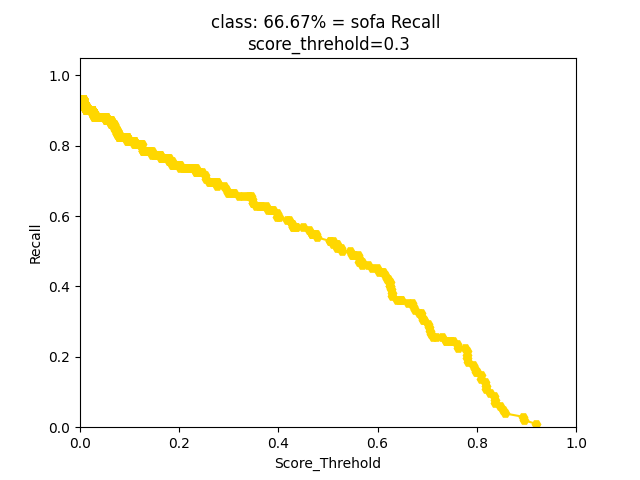 class: 66.67% = sofa Recall
score_threhold=0.3
1.0
0.8
0.6
0.4
0.2
0.0
Recall
0.0 0.2 0.4 0.6 0.8 1.0
Score_Threhold